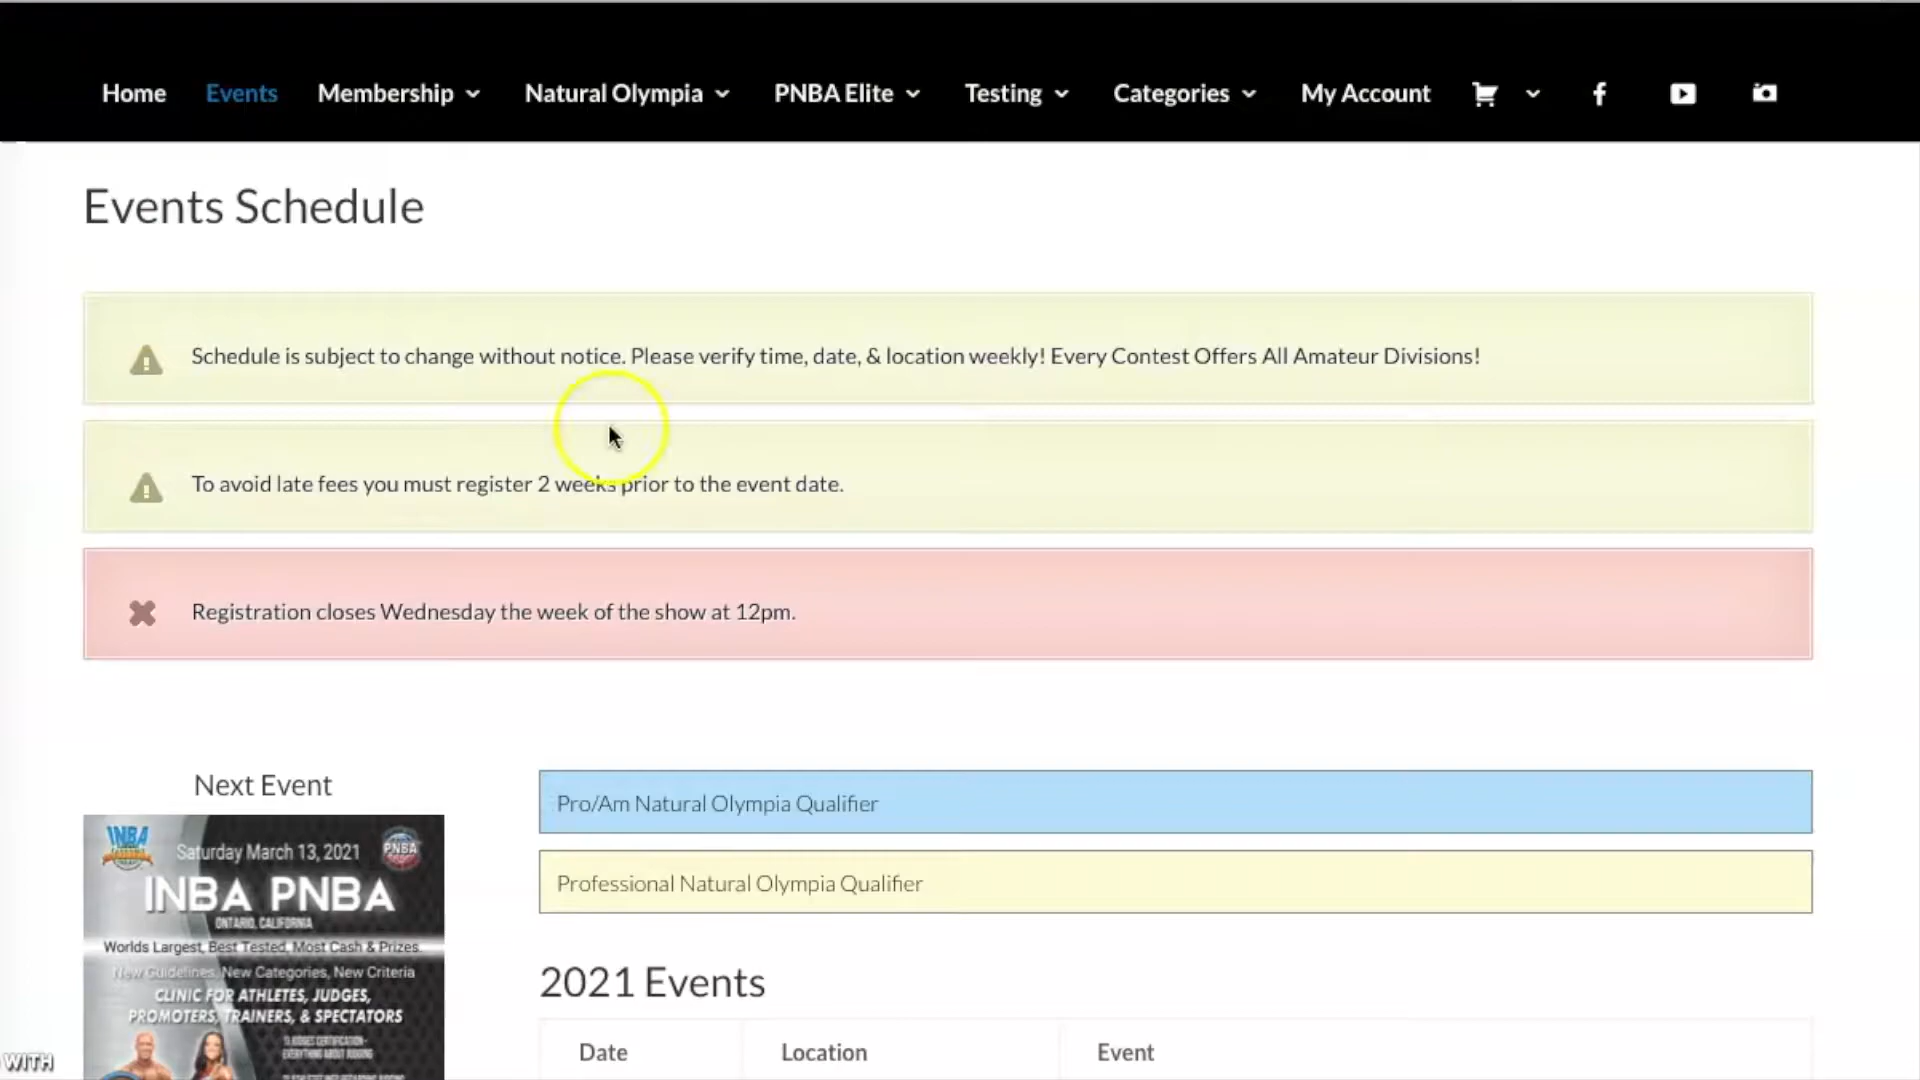 Home Events Membership Natural Olympia PNBA Elite Testing Categories My Account
Events Schedule
Schedule is subject to change without notice. Please verify time, date, & location weekly! Every Contest Offers All Amateur Divisions!
To avoid late fees you must register 2 weeks prior to the event date.
Registration closes Wednesday the week of the show at 12pm.
Next Event
INBA
Saturday March 13, 2021
PNBA
INBA PNBA
ONTARIO, CALIFORNIA
Worlds Largest, Best Tested, Most Cash & Prizes.
New Guidelines, New Categories, New Criteria
CLINIC FOR ATHLETES, JUDGES,
PROMOTERS, TRAINERS, & SPECTATORS
Pro/Am Natural Olympia Qualifier
Professional Natural Olympia Qualifier
2021 Events
Date Location Event
WITH